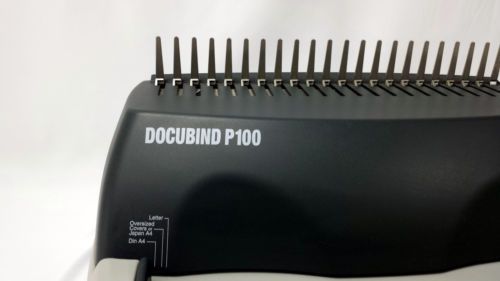 DOCUBIND P100
Letter
Oversized
Covers or
Japan A4
Din A4